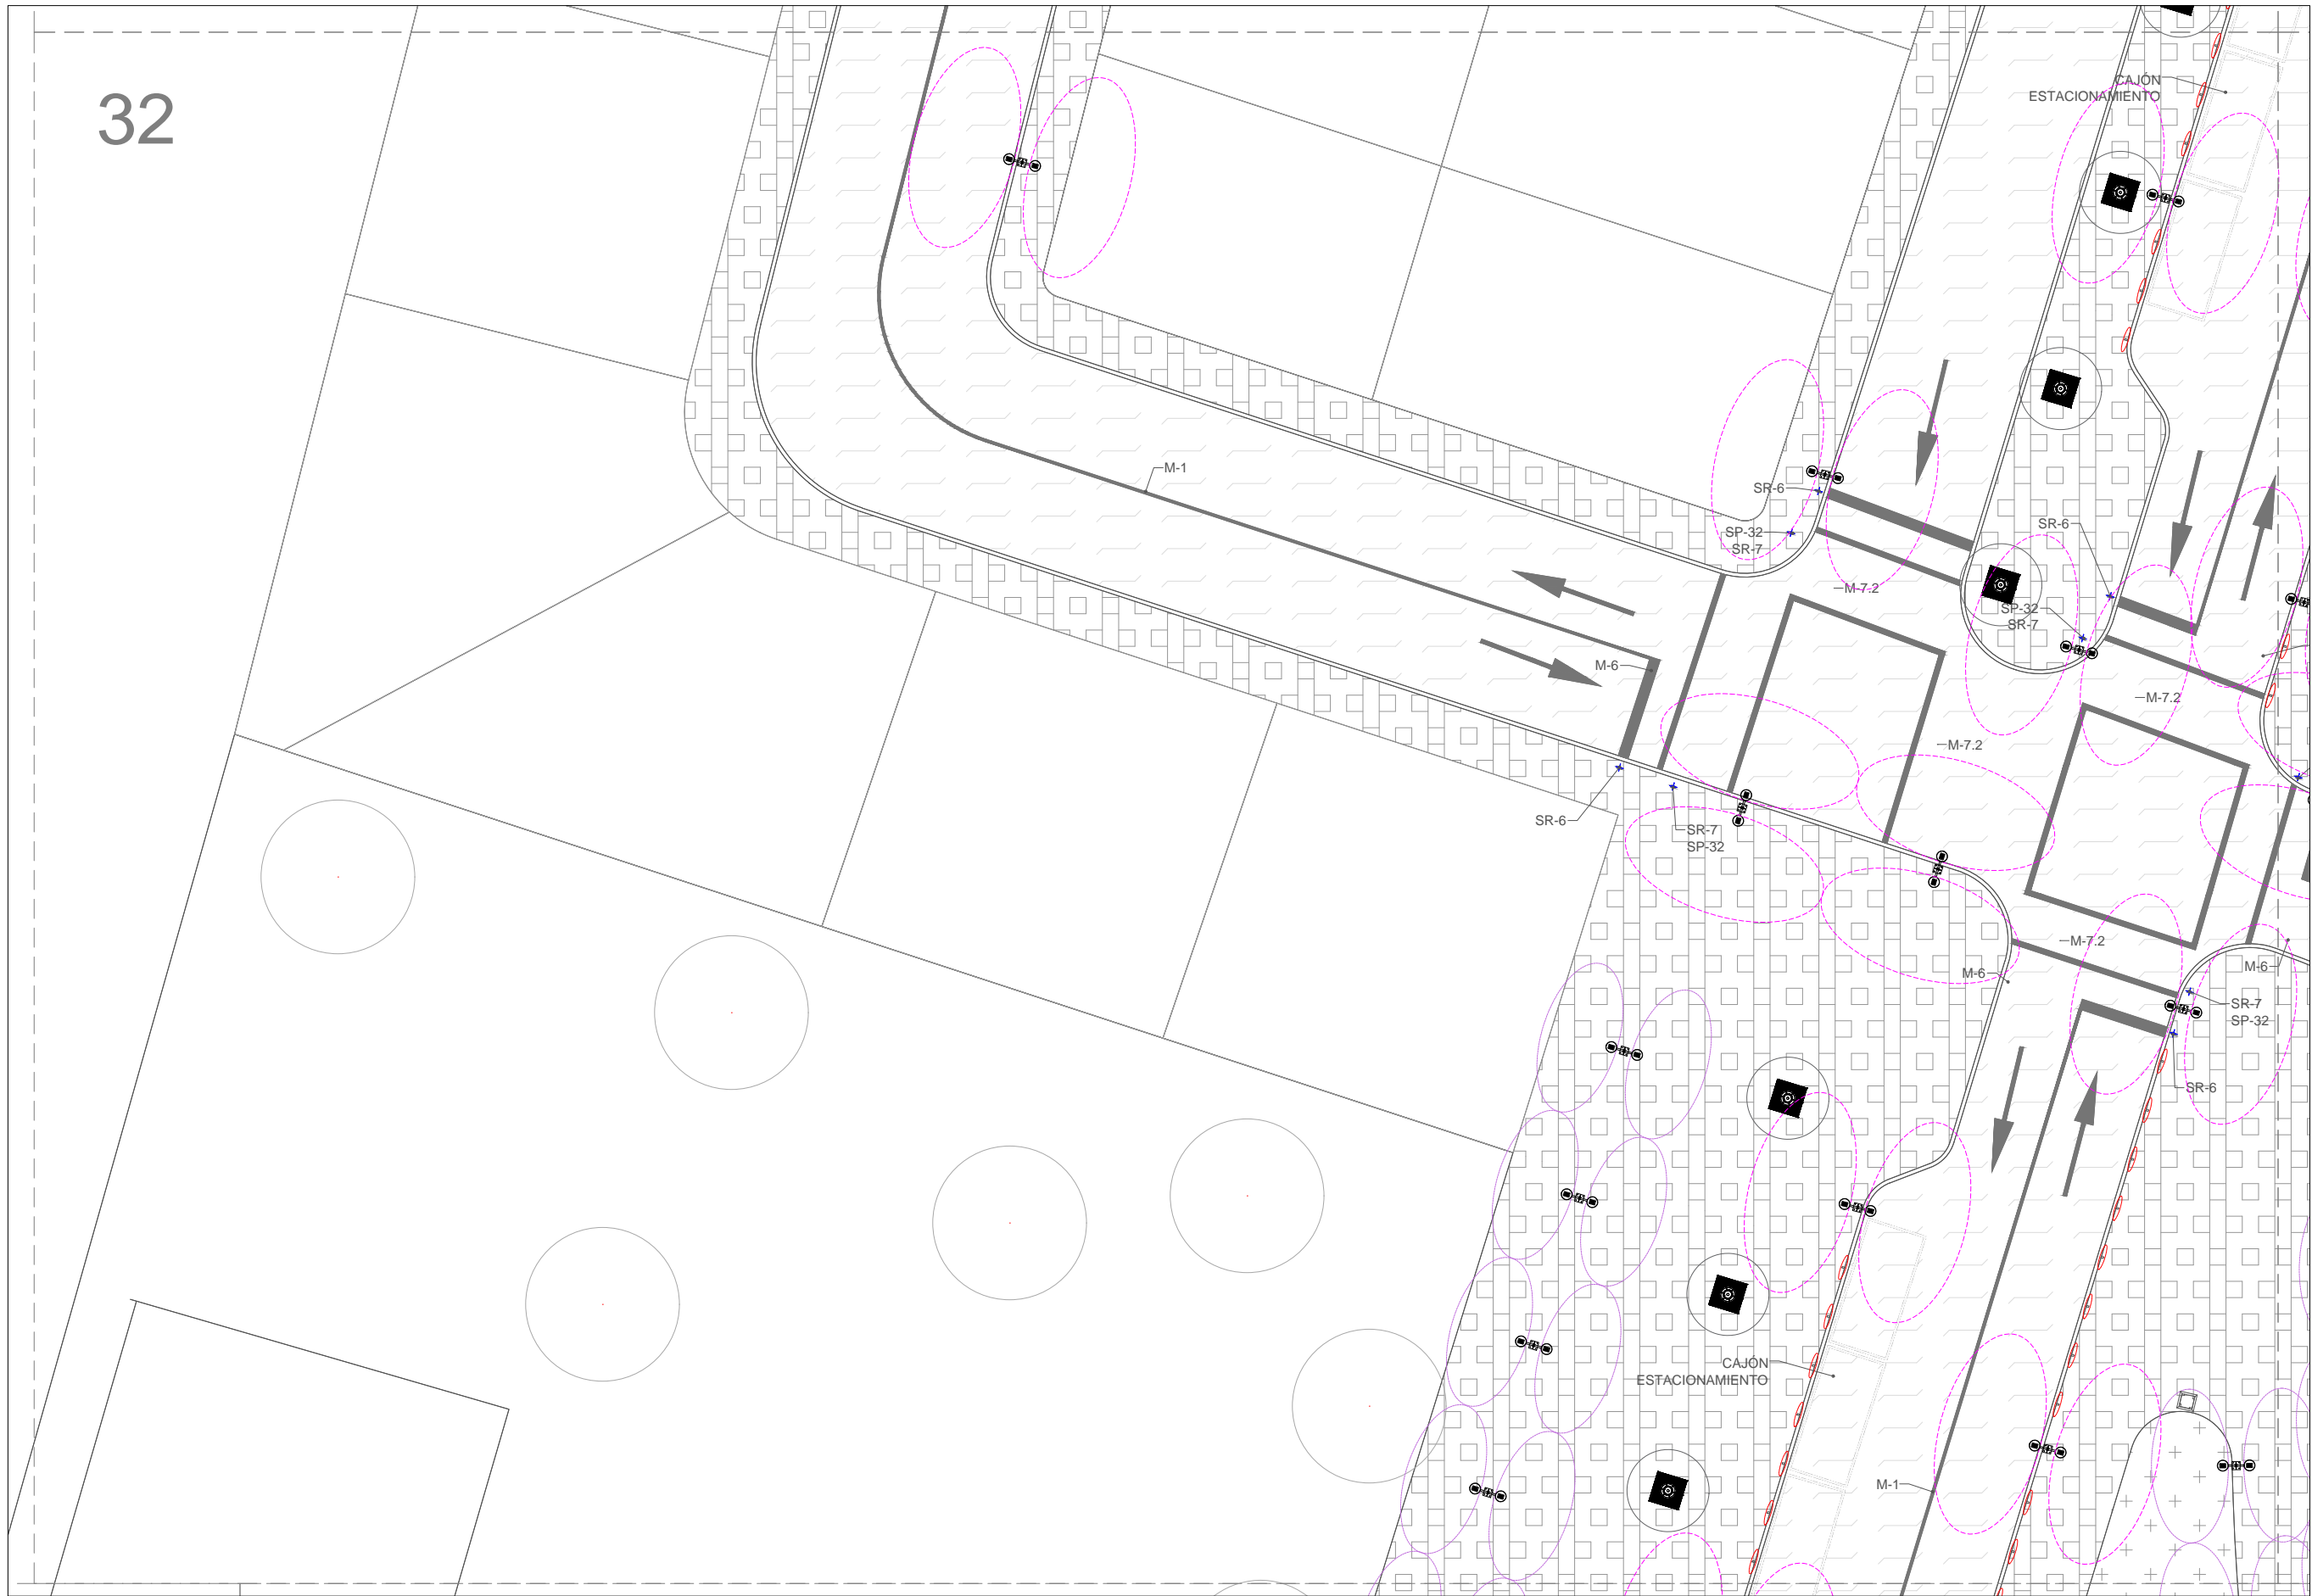 32
CAJÓN
ESTACIONAMIENTO
M-1
SR-6
SP-32
SR-7
M-7.2
SR-6
SP-32
SR-7
M-6
M-7.2
M-7.2
SR-6
SR-7
SP-32
M-7.2
M-6
M-6
SR-7
SP-32
SR-6
CAJÓN
ESTACIONAMIENTO
M-1